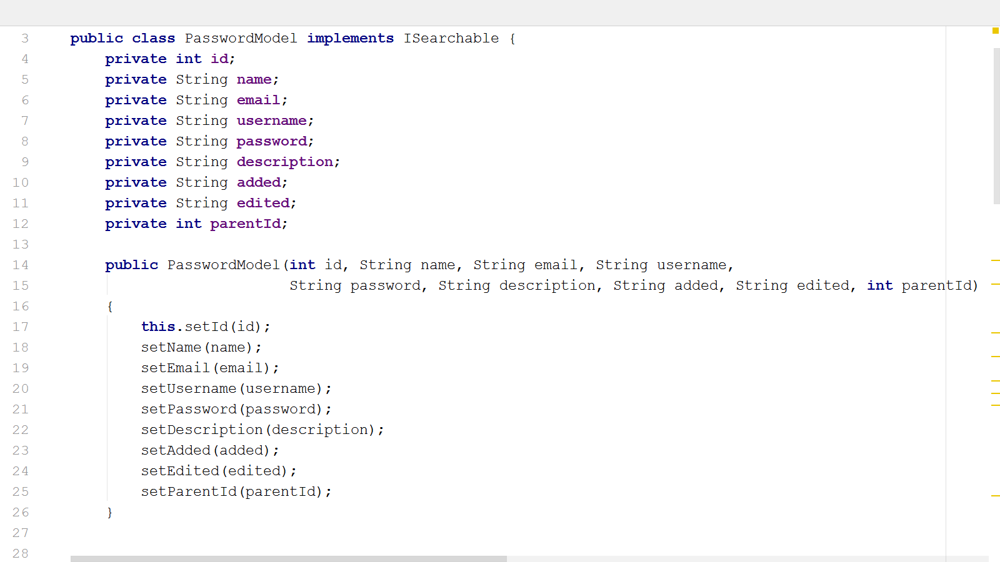 3 public class PasswordModel implements ISearchable {
4 private int id;
5 private String name;
6 private String email;
7 private String username;
8 private String password;
9 private String description;
10 private String added;
11 private String edited;
12 private int parentId;
13
14 public PasswordModel(int id, String name, String email, String username,
15 String password, String description, String added, String edited, int parentId)
16 {
17 this.setId(id);
18 setName(name);
19 setEmail(email);
20 setUsername(username);
21 setPassword(password);
22 setDescription(description);
23 setAdded(added);
24 setEdited(edited);
25 setParentId(parentId);
26 }
27
28